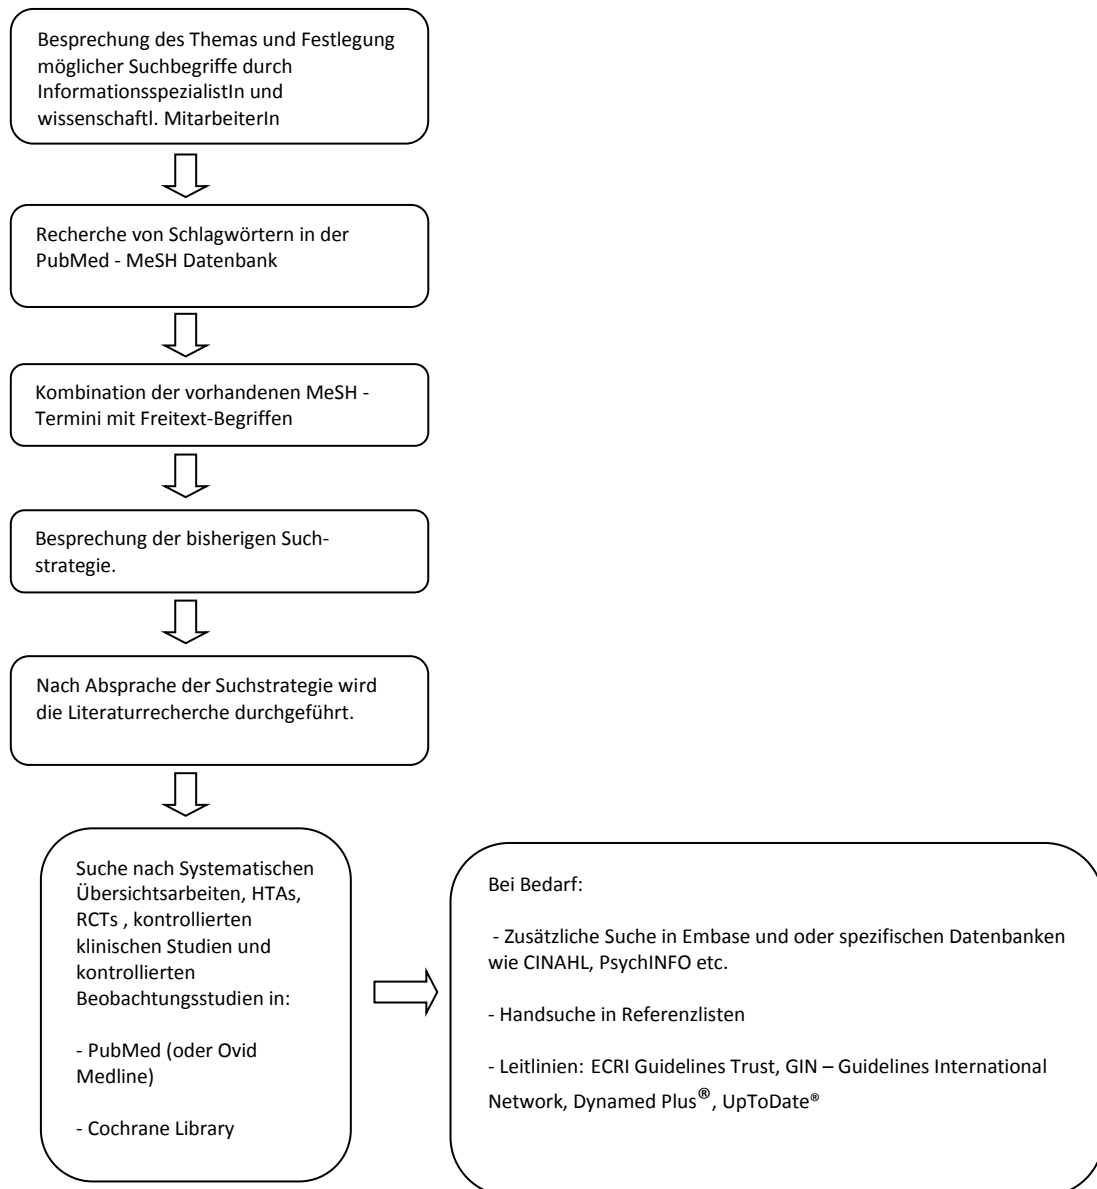 Besprechung des Themas und Festlegung
möglicher Suchbegriffe durch
InformationsspezialistIn und
wissenschaftl. MitarbeiterIn
Recherche von Schlagwörtern in der
PubMed - MeSH Datenbank
Kombination der vorhandenen MeSH -
Termini mit Freitext-Begriffen
Besprechung der bisherigen Such-
strategie.
Nach Absprache der Suchstrategie wird
die Literaturrecherche durchgeführt.
Suche nach Systematischen
Übersichtsarbeiten, HTAs,
RCTs , kontrollierten
klinischen Studien und
kontrollierten
Beobachtungsstudien in:
- PubMed (oder Ovid
Medline)
- Cochrane Library
Bei Bedarf:
- Zusätzliche Suche in Embase und oder spezifischen Datenbanken
wie CINAHL, PsychINFO etc.
- Handsuche in Referenzlisten
- Leitlinien: ECRI Guidelines Trust, GIN – Guidelines International
Network, Dynamed Plus®, UpToDate®